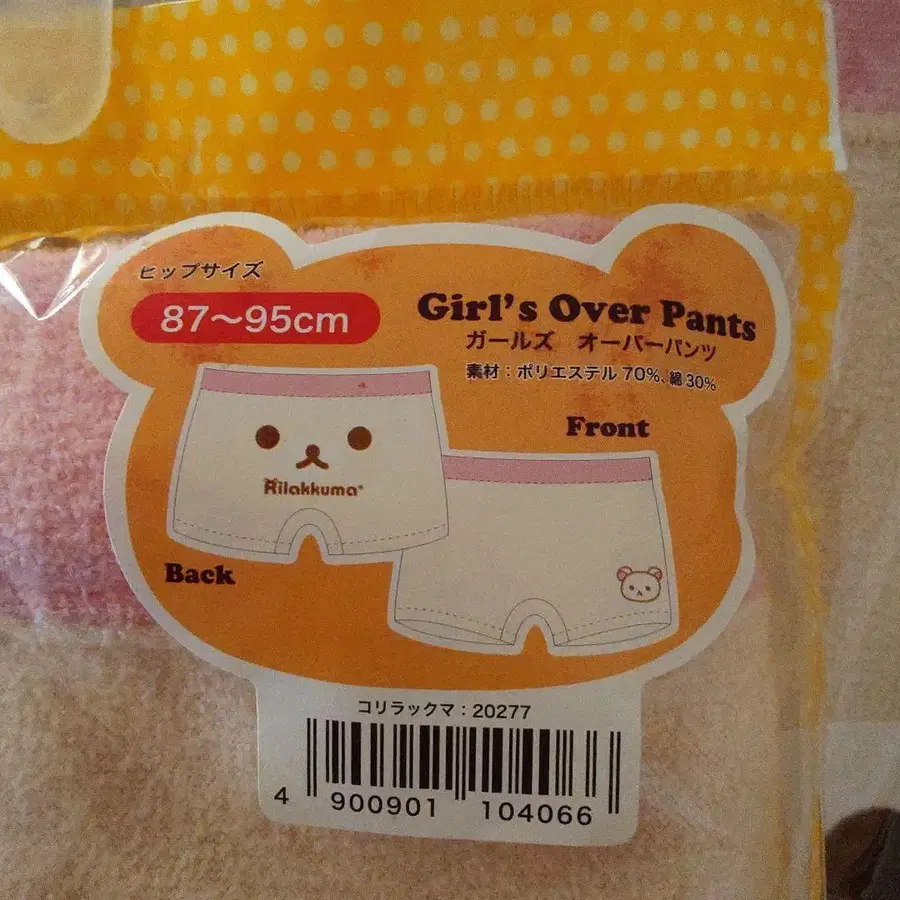 ヒップサイズ
87〜95cm
Girl's Over Pants
ガールズ オーバーパンツ
素材：ポリエステル 70%、綿 30%
Front
Rilakkuma®
Back
コリラックマ：20277
4 900901 104066